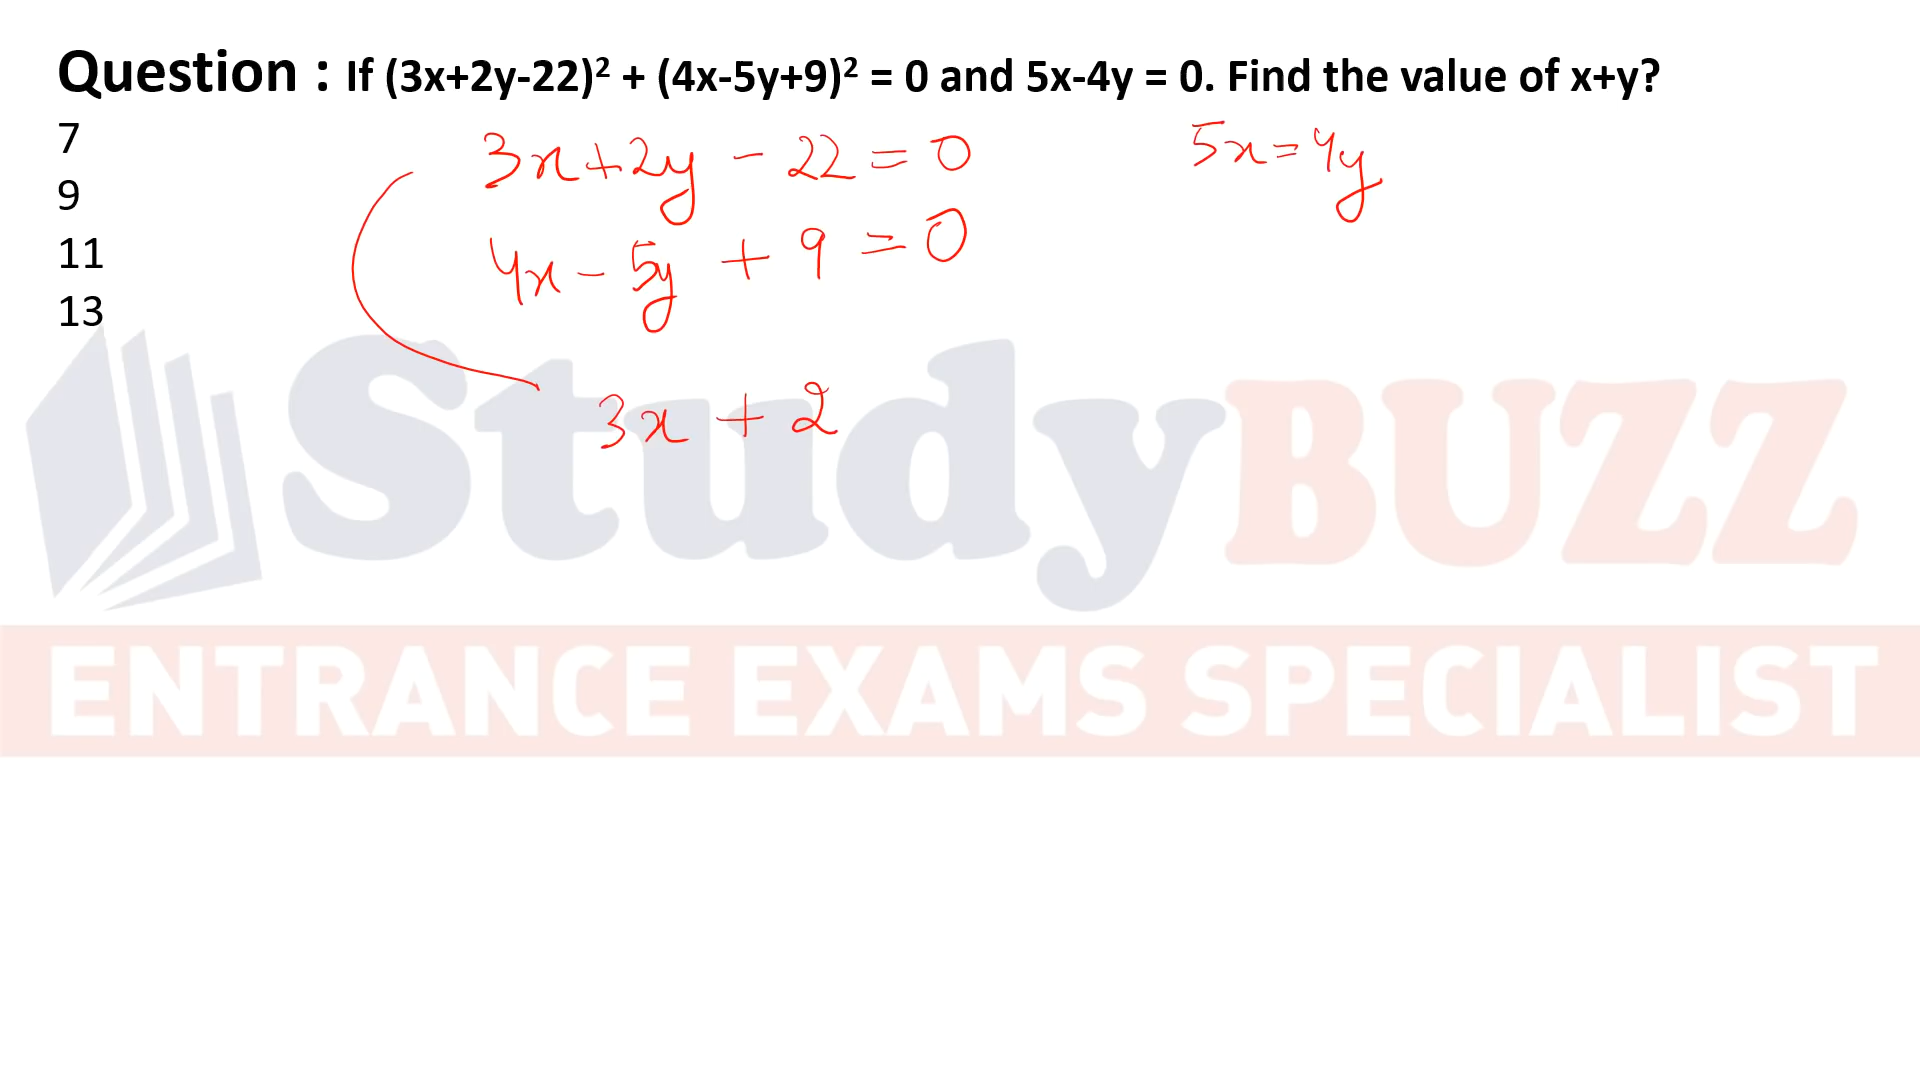 Question : If (3x+2y-22)² + (4x-5y+9)² = 0 and 5x-4y = 0. Find the value of x+y?
7
9
11
13
3x+2y - 22 = 0
5x = 4y
4x - 5y + 9 = 0
3x + 2
StudyBUZZ
ENTRANCE EXAMS SPECIALIST